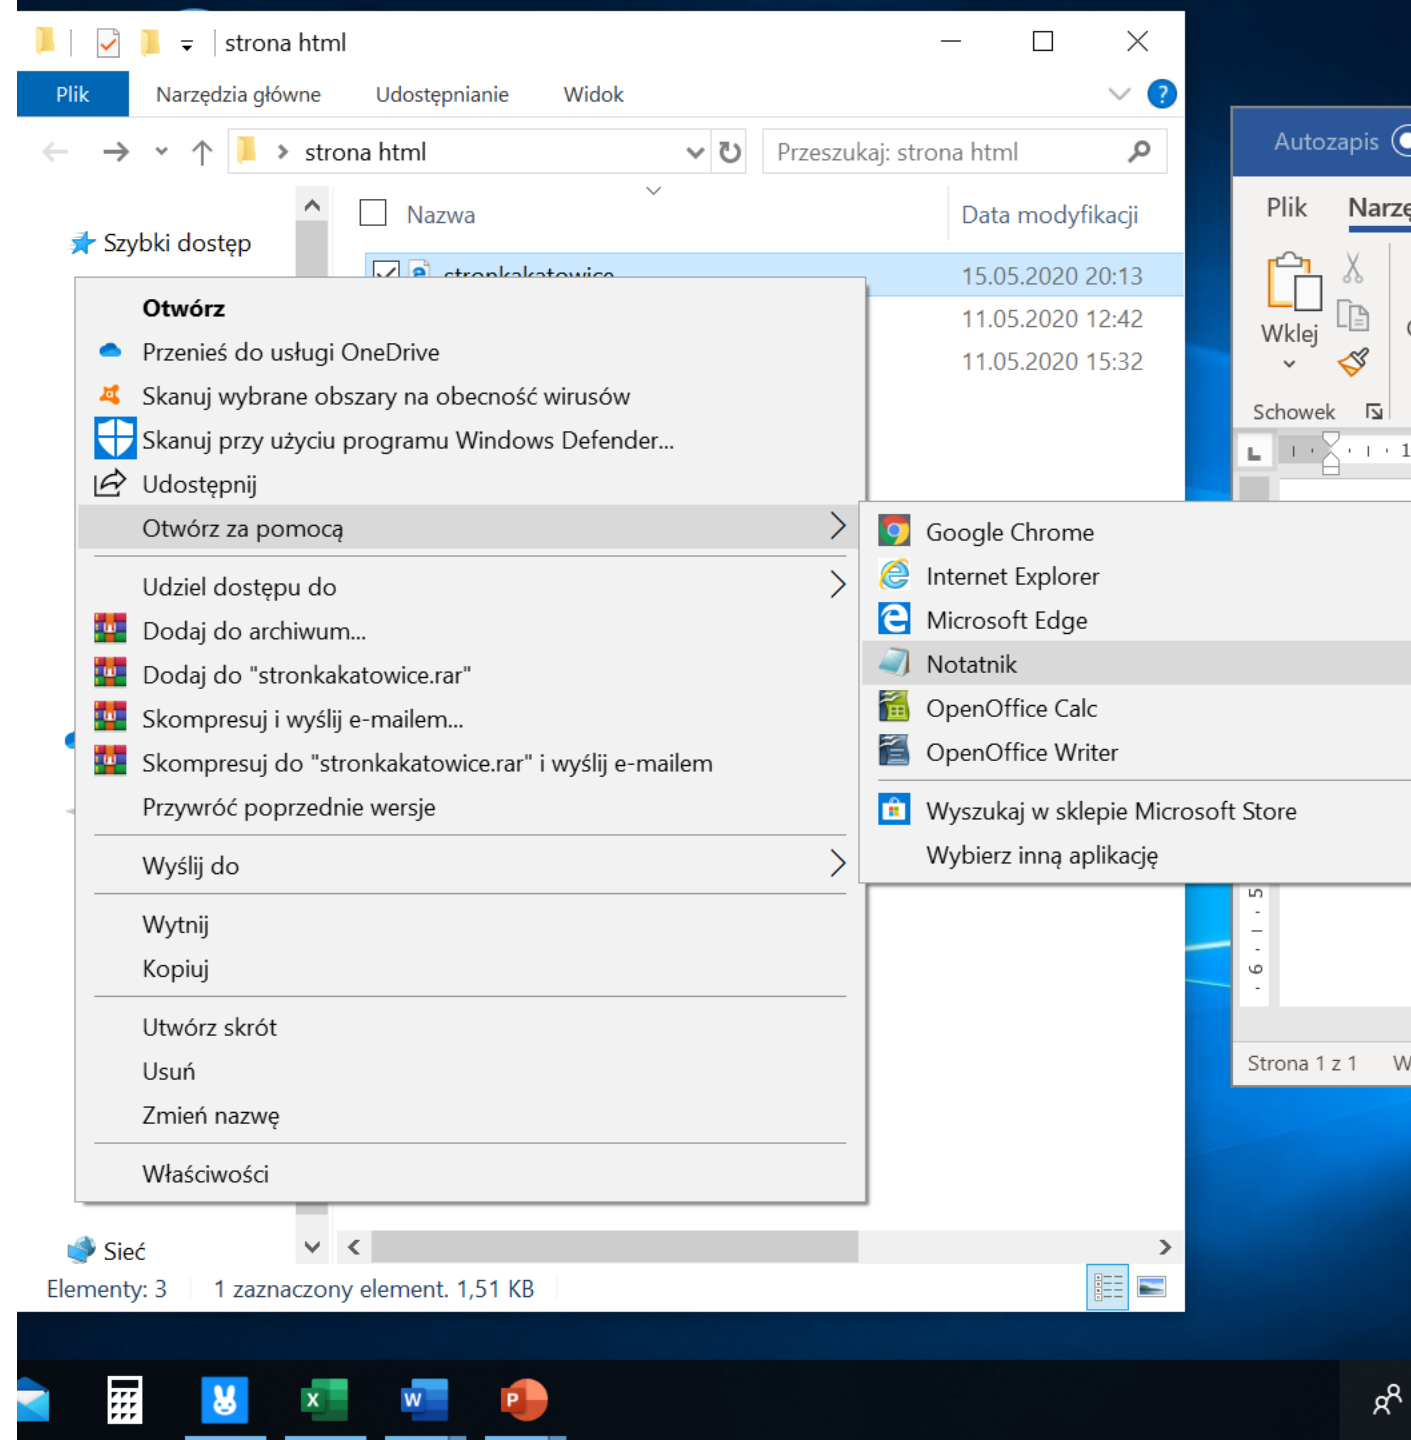 strona html
Plik Narzędzia główne Udostępnianie Widok
strona html Przeszukaj: strona html
Nazwa Data modyfikacji
Szybki dostęp
stronkakatowice 15.05.2020 20:13
11.05.2020 12:42
11.05.2020 15:32
Otwórz
Przenieś do usługi OneDrive
Skanuj wybrane obszary na obecność wirusów
Skanuj przy użyciu programu Windows Defender...
Udostępnij
Otwórz za pomocą
Udziel dostępu do
Dodaj do archiwum...
Dodaj do "stronkakatowice.rar"
Skompresuj i wyślij e-mailem...
Skompresuj do "stronkakatowice.rar" i wyślij e-mailem
Przywróć poprzednie wersje
Wyślij do
Wytnij
Kopiuj
Utwórz skrót
Usuń
Zmień nazwę
Właściwości
Google Chrome
Internet Explorer
Microsoft Edge
Notatnik
OpenOffice Calc
OpenOffice Writer
Wyszukaj w sklepie Microsoft Store
Wybierz inną aplikację
Sieć
Elementy: 3 1 zaznaczony element. 1,51 KB
Autozapis
Plik Narzę
Wklej
Schowek
1
5
6
Strona 1 z 1 W
X W P